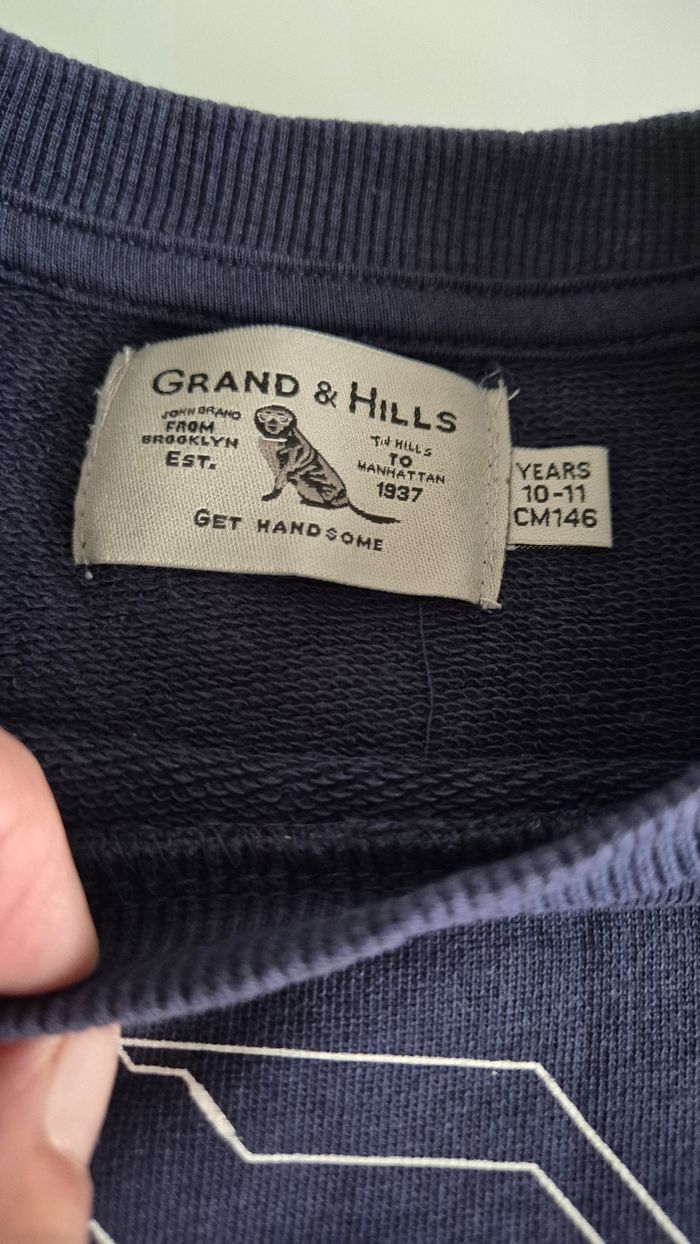 GRAND & HILLS
JOHN GRAND
FROM
BROOKLYN
EST.
HILLS
TO
MANHATTAN
1937
GET HANDSOME
YEARS
10-11
CM146